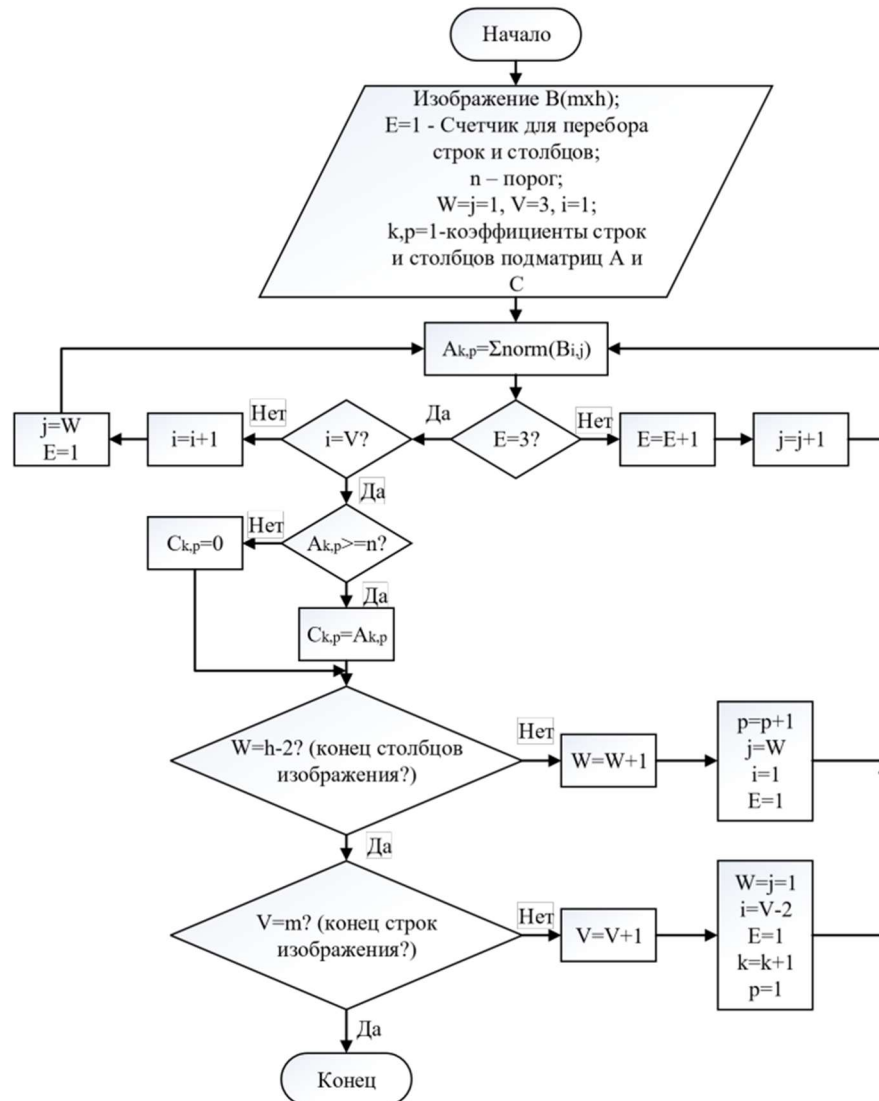 Начало
Изображение B(mxh);
E=1 - Счетчик для перебора
строк и столбцов;
n – порог;
W=j=1, V=3, i=1;
k,p=1-коэффициенты строк
и столбцов подматриц A и
C
Ak,p=Σnorm(Bi,j)
j=W
E=1
i=i+1
Нет
i=V?
Да
E=3?
Нет
E=E+1
j=j+1
Да
Ck,p=0
Нет
Ak,p>=n?
Да
Ck,p=Ak,p
W=h-2? (конец столбцов
изображения?)
Нет
W=W+1
p=p+1
j=W
i=1
E=1
Да
V=m? (конец строк
изображения?)
Нет
V=V+1
W=j=1
i=V-2
E=1
k=k+1
p=1
Да
Конец